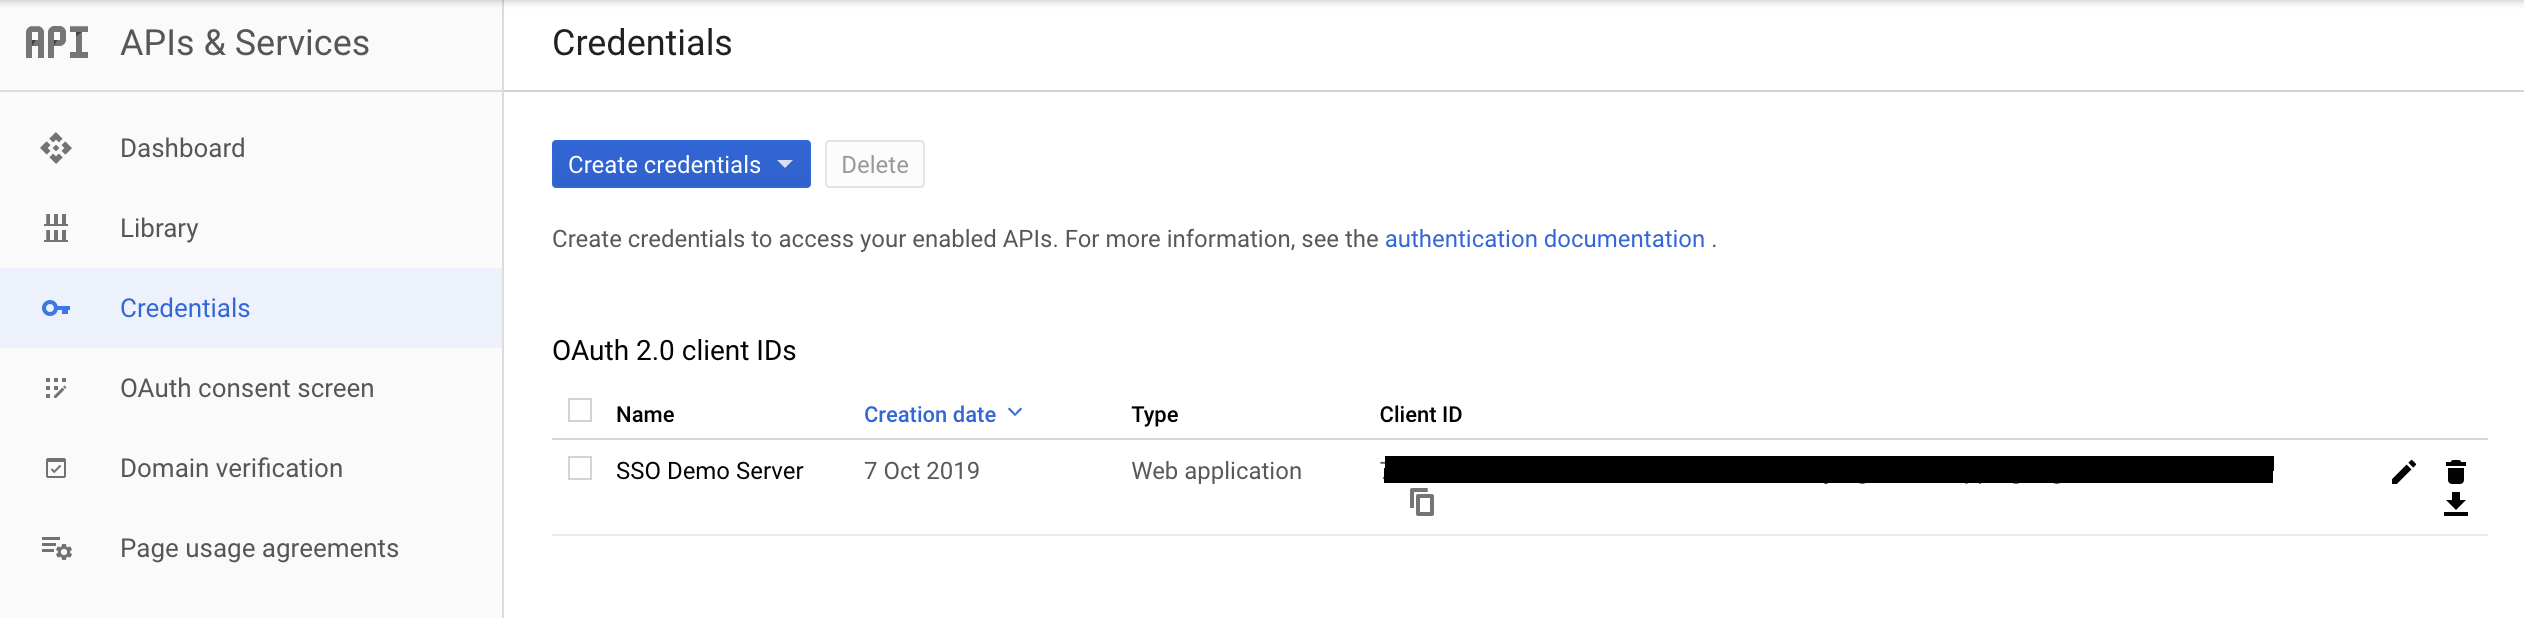 API APIs & Services
Credentials
Dashboard
Library
Credentials
OAuth consent screen
Domain verification
Page usage agreements
Create credentials
Delete
Create credentials to access your enabled APIs. For more information, see the authentication documentation .
OAuth 2.0 client IDs
Name Creation date Type Client ID
SSO Demo Server 7 Oct 2019 Web application